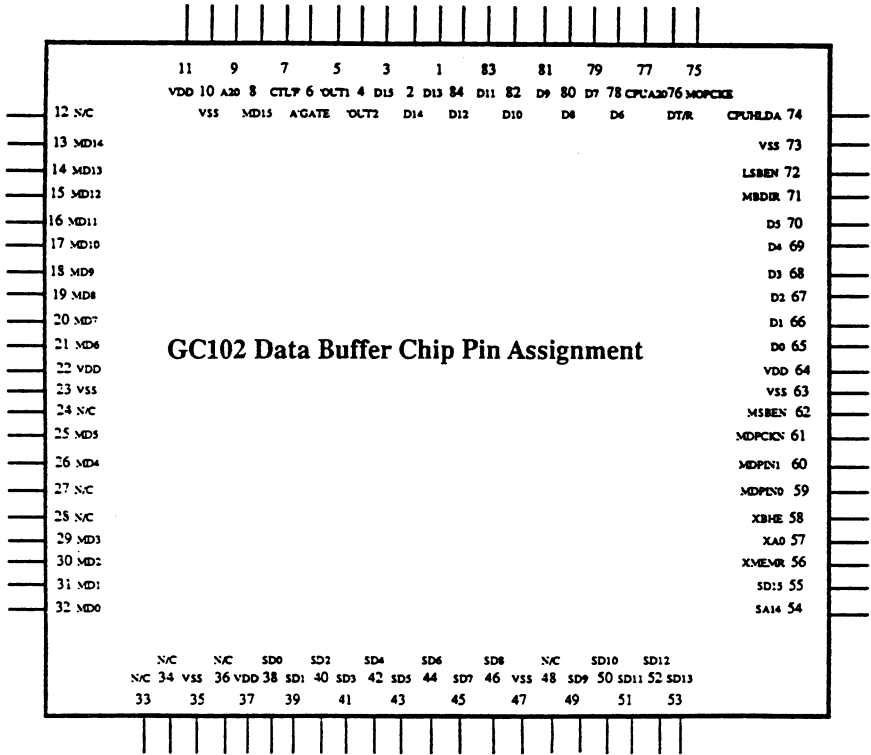 11 9 7 5 3 1 83 81 79 77 75
VDD 10 A20 8 CTLF 6 OUT1 4 D15 2 D13 84 D11 82 D9 80 D7 78 CPUA20 76 MOPCKE
VSS MD15 A'GATE 'OUT2 D14 D12 D10 D8 D6 DT/R
12 N/C
13 MD14
14 MD13
15 MD12
16 MD11
17 MD10
18 MD9
19 MD8
20 MD7
21 MD6
22 VDD
23 VSS
24 N/C
25 MD5
26 MD4
27 N/C
28 N/C
29 MD3
30 MD2
31 MD1
32 MD0
GC102 Data Buffer Chip Pin Assignment
CPUHLDA 74
VSS 73
LSBEN 72
MBDIR 71
D5 70
D4 69
D3 68
D2 67
D1 66
D0 65
VDD 64
VSS 63
MSBEN 62
MDPCKN 61
MDPIN1 60
MDPIN0 59
XBHE 58
XA0 57
XMEMR 56
SD15 55
SA14 54
N/C N/C SD0 SD2 SD4 SD6 SD8 N/C SD10 SD12
N/C 34 VSS 36 VDD 38 SD1 40 SD3 42 SD5 44 SD7 46 VSS 48 SD9 50 SD11 52 SD13
33 35 37 39 41 43 45 47 49 51 53